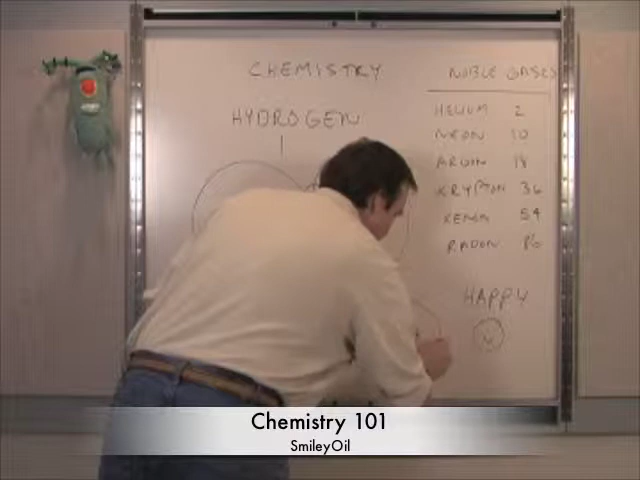 CHEMISTRY
NOBLE GASES
HYDROGEN
1
HELIUM 2
NEON 10
ARGON 18
KRYPTON 36
XENON 54
RADON 86
HAPPY
Chemistry 101
SmileyOil